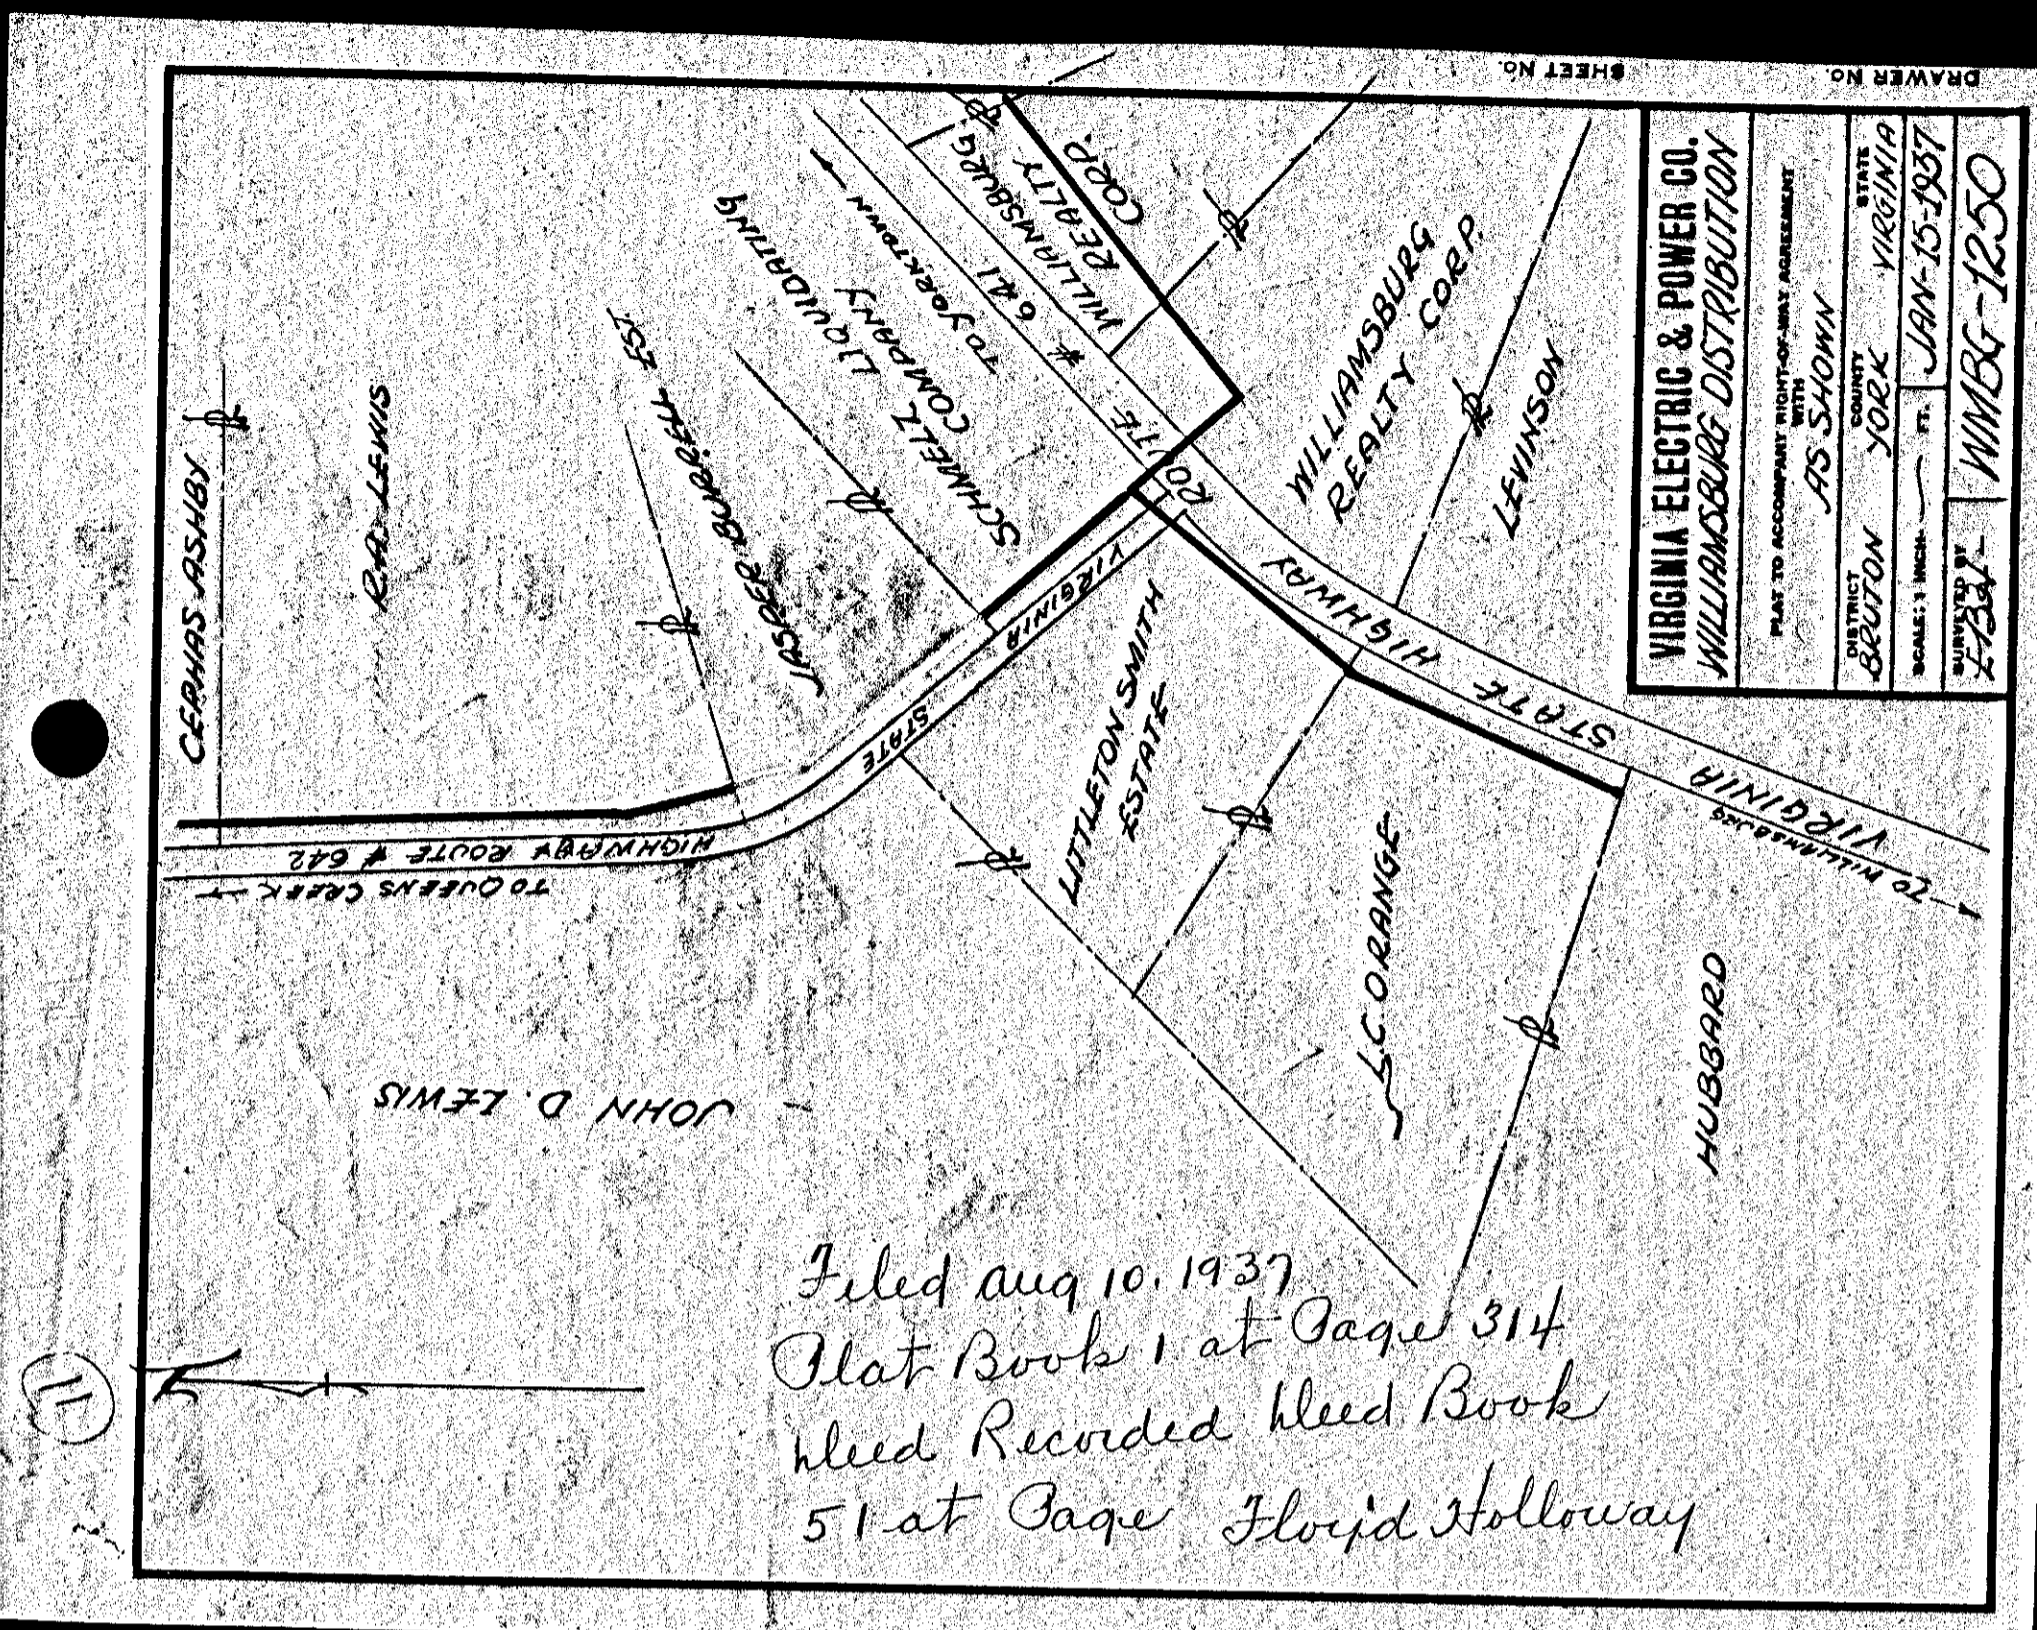 SHEET NO.
DRAWER NO.
VIRGINIA ELECTRIC & POWER CO.
WILLIAMSBURG DISTRIBUTION
PLAT TO ACCOMPANY RIGHT-OF-WAY AGREEMENT
WITH
AS SHOWN
DISTRICT COUNTY STATE
BRUTON YORK VIRGINIA
SCALE: 1 INCH FT. JAN-15-1937
SURVEYED BY
WMBG-1250
CEPHAS ASHBY
R.A. LEWIS
JASPER BURRELL EST.
SCHMELZ
LIQUIDATING
COMPANY
TO YORKTOWN
WILLIAMSBURG
REALTY
CORP.
WILLIAMSBURG
REALTY CORP.
LEVINSON
VIRGINIA STATE HIGHWAY ROUTE # 641
TO WILLIAMSBURG
VIRGINIA STATE HIGHWAY ROUTE # 642
TO QUEENS CREEK
LITTLETON SMITH
ESTATE
L.C. ORANGE
HUBBARD
JOHN D. LEWIS
11
Filed Aug 10, 1937
Plat Book 1 at Page 314
Deed Recorded Deed Book
51 at Page Floyd Holloway